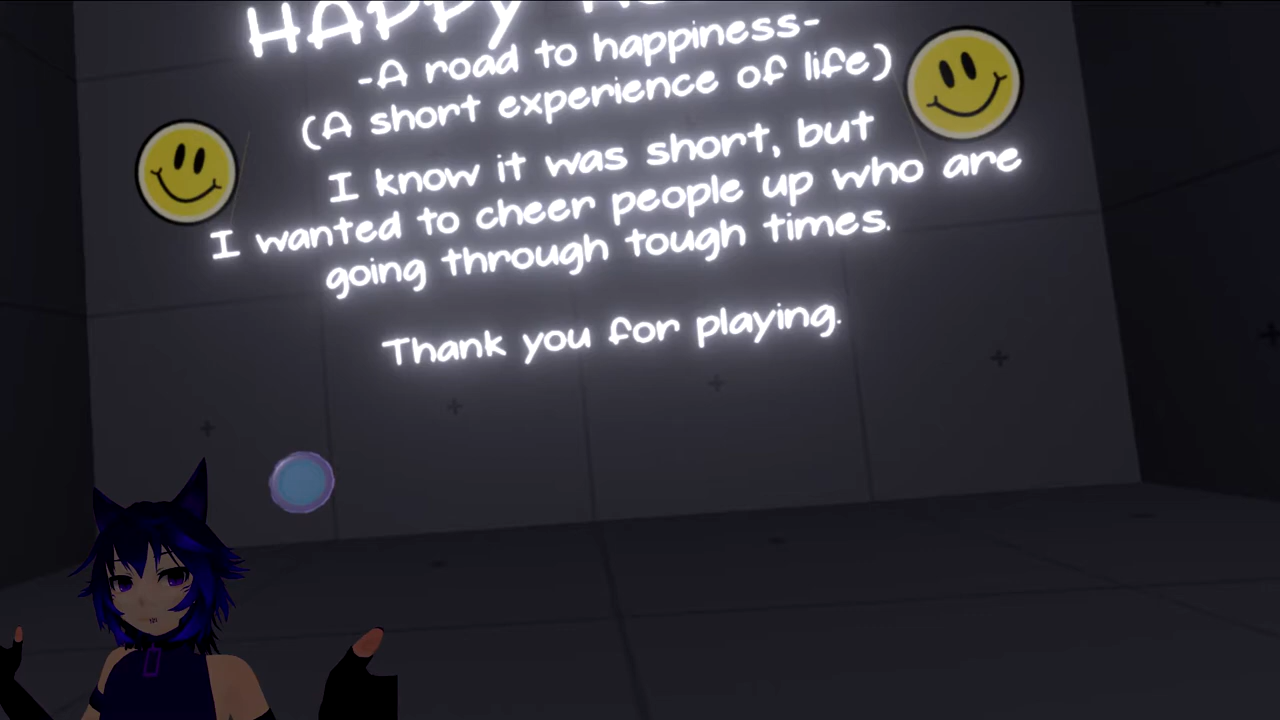 HAPPY
-A road to happiness-
(A short experience of life)
I know it was short, but
I wanted to cheer people up who are
going through tough times.
Thank you for playing.